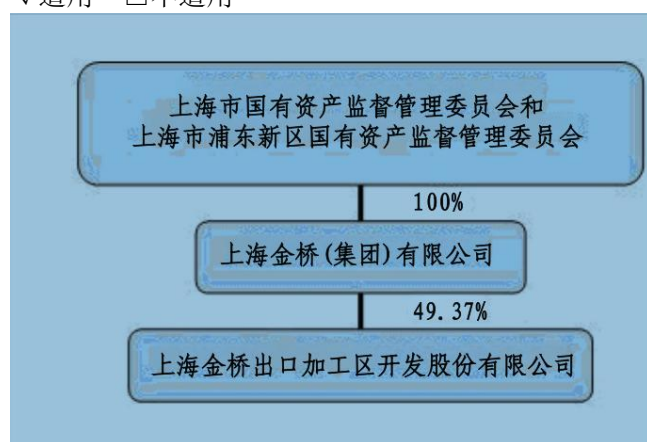 上海市国有资产监督管理委员会和
上海市浦东新区国有资产监督管理委员会
100%
上海金桥(集团)有限公司
49.37%
上海金桥出口加工区开发股份有限公司